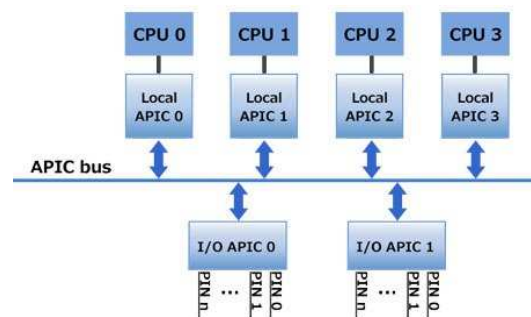 CPU 0 CPU 1 CPU 2 CPU 3
Local APIC 0 Local APIC 1 Local APIC 2 Local APIC 3
APIC bus
I/O APIC 0 I/O APIC 1
PIN n ... PIN 1 PIN 0 PIN n ... PIN 1 PIN 0